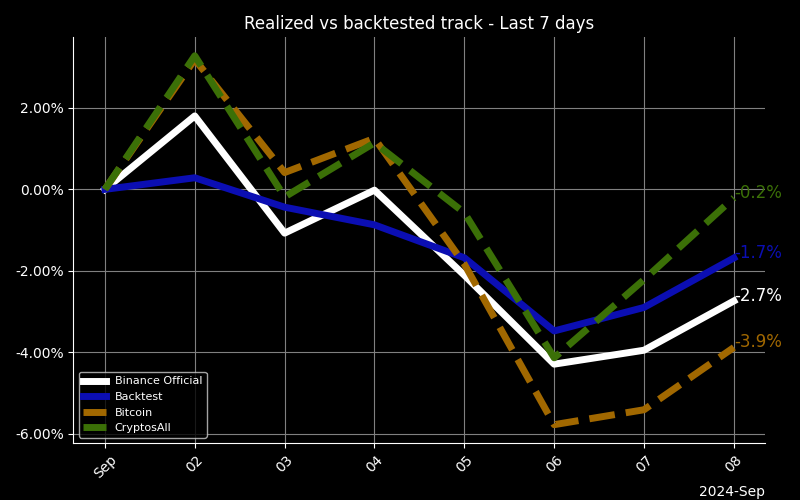 Realized vs backtested track - Last 7 days
2.00%
0.00%
-2.00%
-4.00%
-6.00%
-0.2%
-1.7%
-2.7%
-3.9%
Binance Official
Backtest
Bitcoin
CryptosAll
Sep 02 03 04 05 06 07 08
2024-Sep